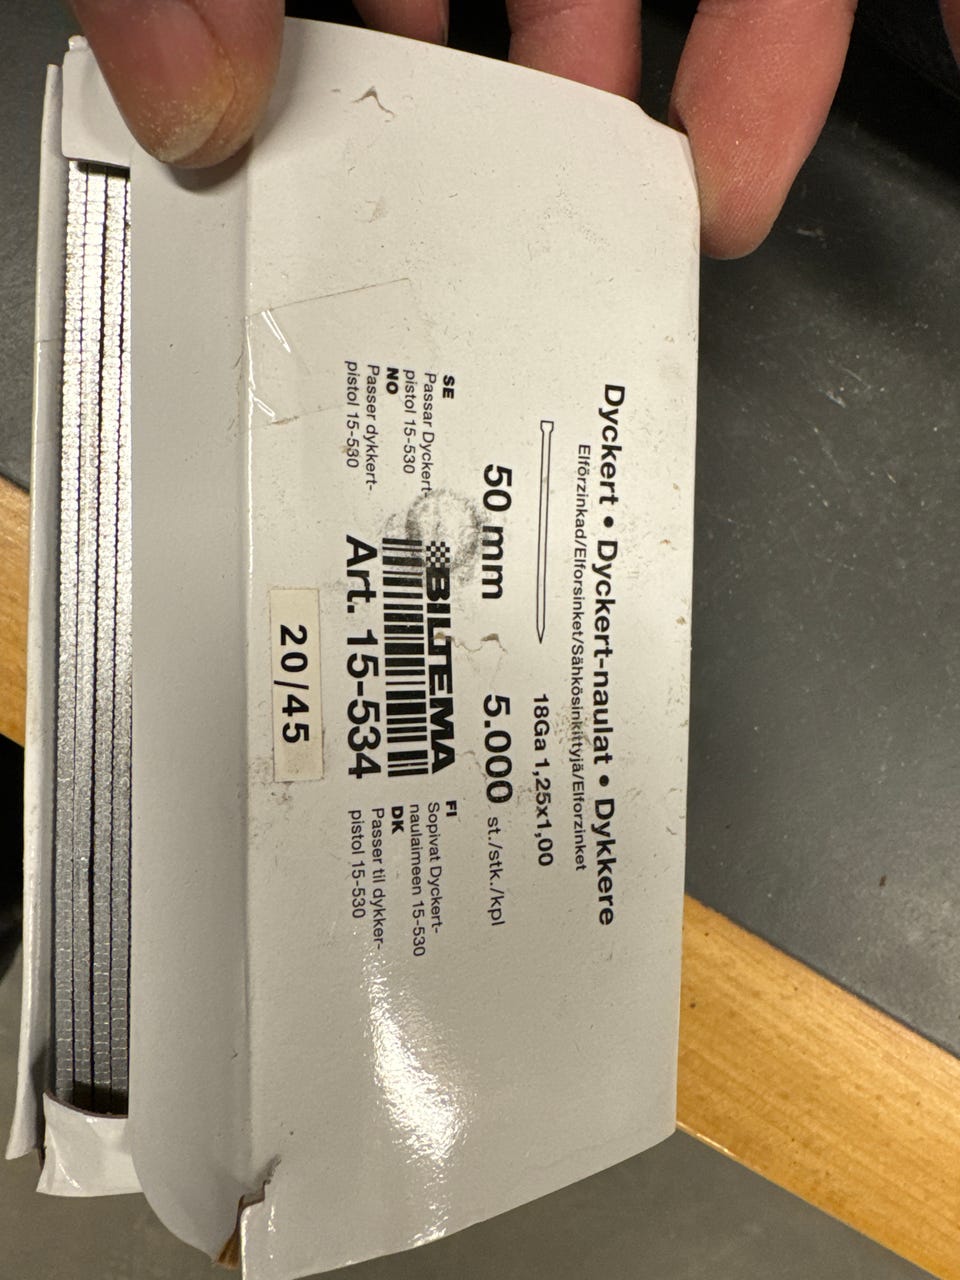 Dyckert • Dyckert-naulat • Dykkere
Elförzinkad/Elforsinket/Sähkösinkittyjä/Elforzinket
18Ga 1,25x1,00
50 mm 5.000 st./stk./kpl
SE
Passar Dyckert-
pistol 15-530
NO
Passer dykkert-
pistol 15-530
BILTEMA
Art. 15-534
FI
Sopivat Dyckert-
naulaimeen 15-530
DK
Passer til dykker-
pistol 15-530
20/45